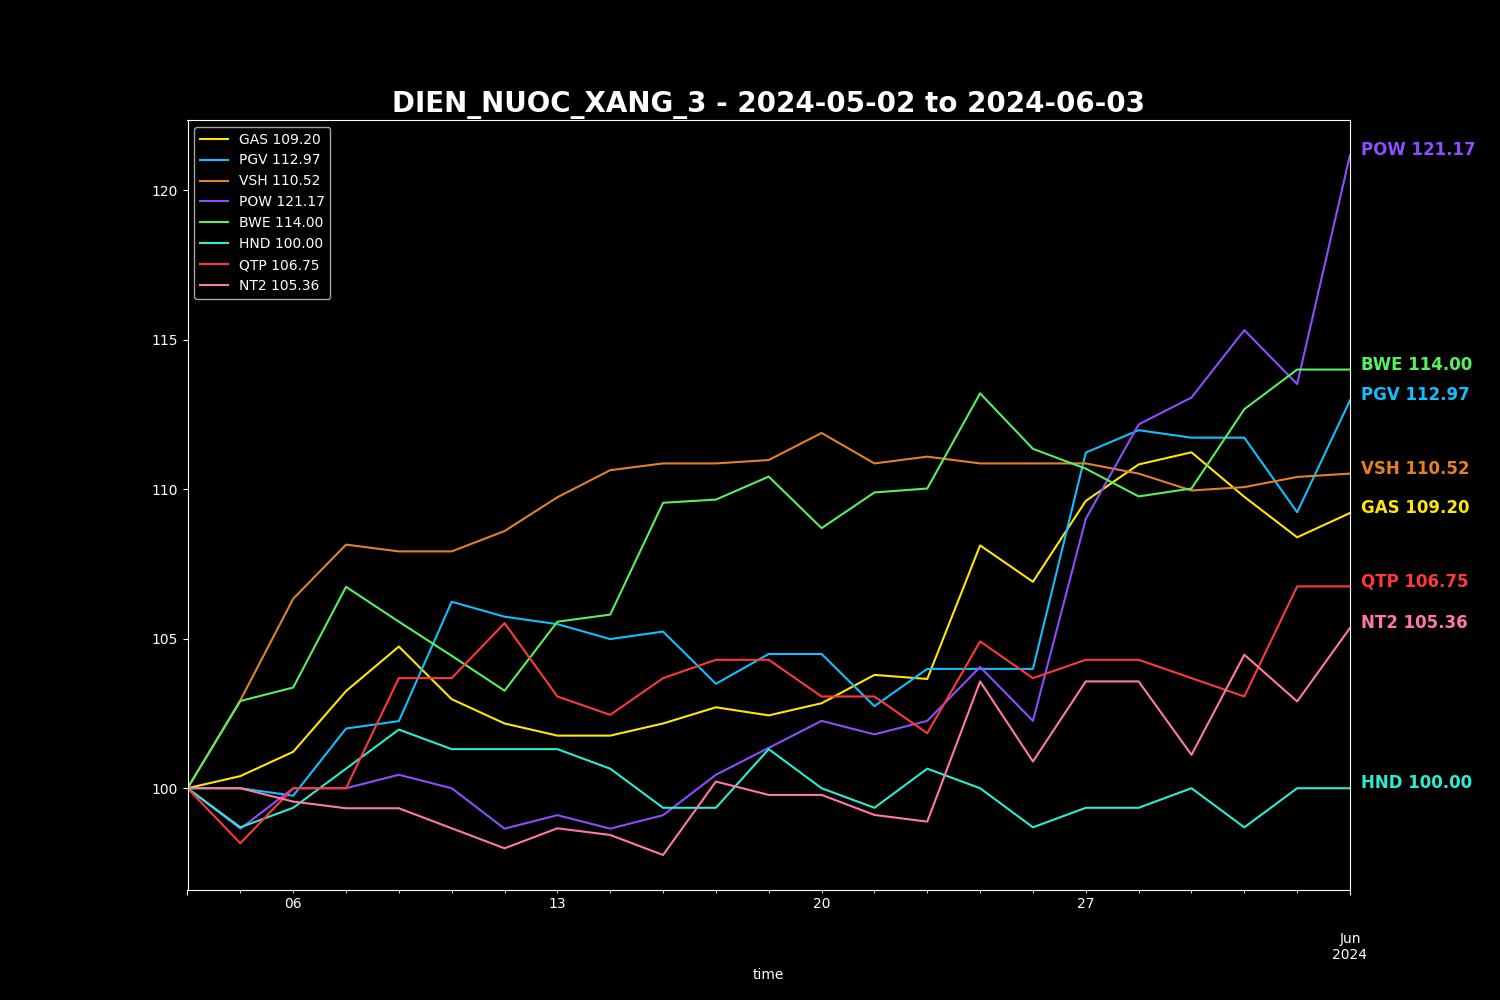 DIEN_NUOC_XANG_3 - 2024-05-02 to 2024-06-03
GAS 109.20
PGV 112.97
VSH 110.52
POW 121.17
BWE 114.00
HND 100.00
QTP 106.75
NT2 105.36
120
115
110
105
100
POW 121.17
BWE 114.00
PGV 112.97
VSH 110.52
GAS 109.20
QTP 106.75
NT2 105.36
HND 100.00
06 13 20 27
Jun
2024
time